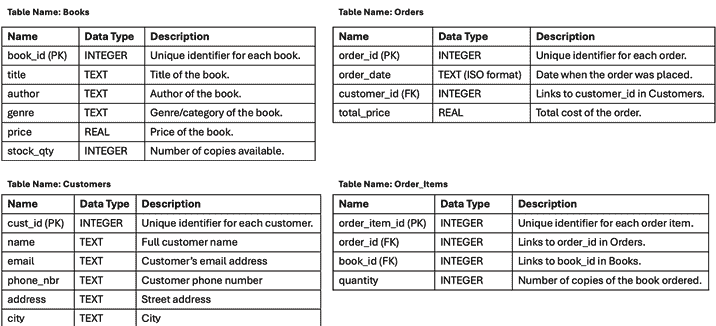 Table Name: Books
Name Data Type Description
book_id (PK) INTEGER Unique identifier for each book.
title TEXT Title of the book.
author TEXT Author of the book.
genre TEXT Genre/category of the book.
price REAL Price of the book.
stock_qty INTEGER Number of copies available.
Table Name: Orders
Name Data Type Description
order_id (PK) INTEGER Unique identifier for each order.
order_date TEXT (ISO format) Date when the order was placed.
customer_id (FK) INTEGER Links to customer_id in Customers.
total_price REAL Total cost of the order.
Table Name: Customers
Name Data Type Description
cust_id (PK) INTEGER Unique identifier for each customer.
name TEXT Full customer name
email TEXT Customer's email address
phone_nbr TEXT Customer phone number
address TEXT Street address
city TEXT City
Table Name: Order_Items
Name Data Type Description
order_item_id (PK) INTEGER Unique identifier for each order item.
order_id (FK) INTEGER Links to order_id in Orders.
book_id (FK) INTEGER Links to book_id in Books.
quantity INTEGER Number of copies of the book ordered.